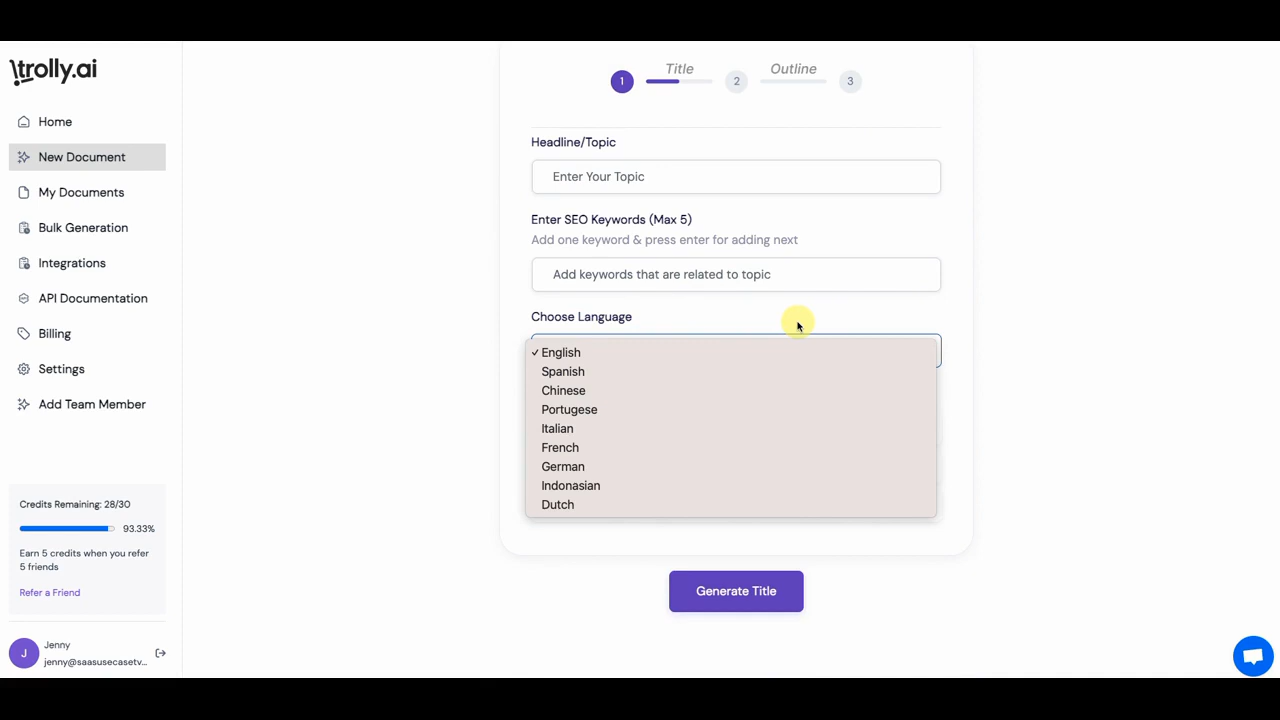 trolly.ai
Home
New Document
My Documents
Bulk Generation
Integrations
API Documentation
Billing
Settings
Add Team Member
Credits Remaining: 28/30
93.33%
Earn 5 credits when you refer
5 friends
Refer a Friend
J
Jenny
jenny@saasusecasetv...
1
Title
2
Outline
3
Headline/Topic
Enter Your Topic
Enter SEO Keywords (Max 5)
Add one keyword & press enter for adding next
Add keywords that are related to topic
Choose Language
✓ English
Spanish
Chinese
Portugese
Italian
French
German
Indonasian
Dutch
Generate Title